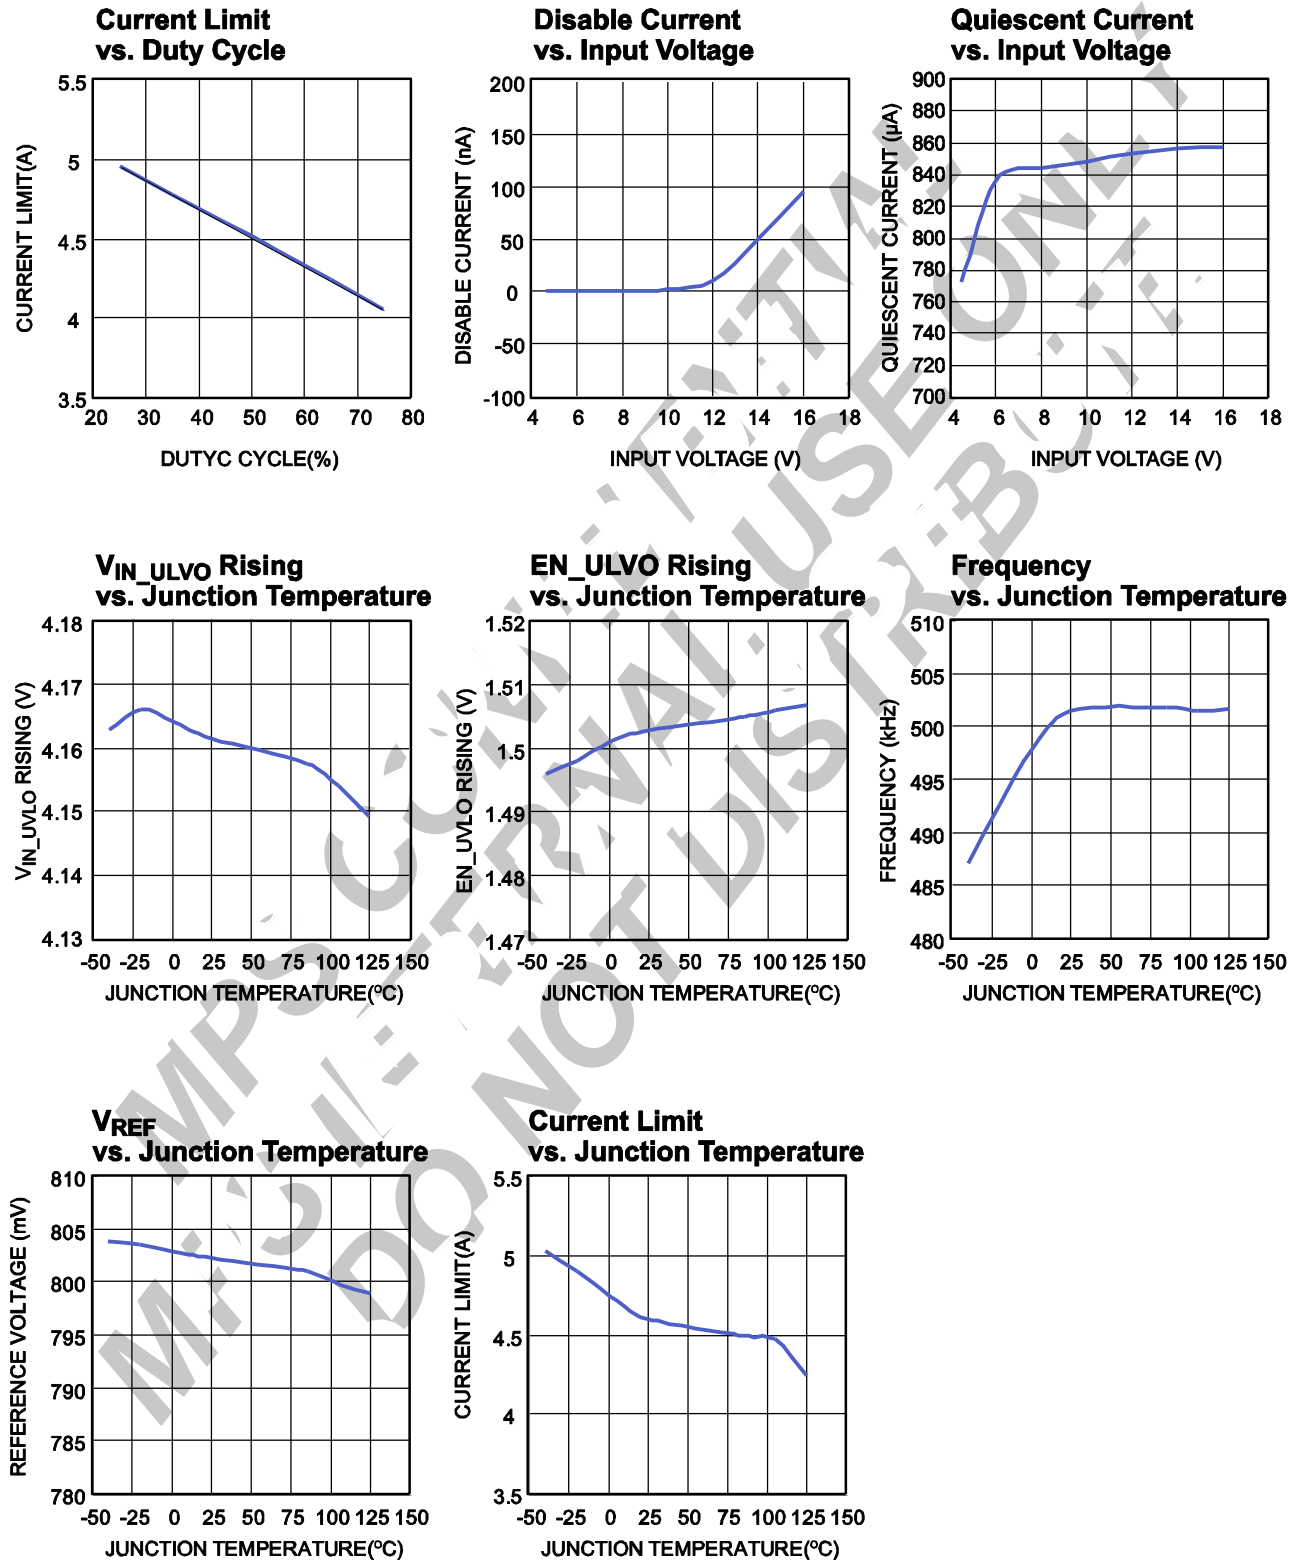 Current Limit
vs. Duty Cycle
5.5
5
4.5
4
3.5
20 30 40 50 60 70 80
CURRENT LIMIT(A)
DUTYC CYCLE(%)
Disable Current
vs. Input Voltage
200
150
100
50
0
-50
-100
4 6 8 10 12 14 16 18
DISABLE CURRENT (nA)
INPUT VOLTAGE (V)
Quiescent Current
vs. Input Voltage
900
880
860
840
820
800
780
760
740
720
700
4 6 8 10 12 14 16 18
QUIESCENT CURRENT (µA)
INPUT VOLTAGE (V)
VIN_ULVO Rising
vs. Junction Temperature
4.18
4.17
4.16
4.15
4.14
4.13
-50 -25 0 25 50 75 100 125 150
VIN_UVLO RISING (V)
JUNCTION TEMPERATURE(ºC)
EN_ULVO Rising
vs. Junction Temperature
1.52
1.51
1.5
1.49
1.48
1.47
-50 -25 0 25 50 75 100 125 150
EN_UVLO RISING (V)
JUNCTION TEMPERATURE(ºC)
Frequency
vs. Junction Temperature
510
505
500
495
490
485
480
-50 -25 0 25 50 75 100 125 150
FREQUENCY (kHz)
JUNCTION TEMPERATURE(ºC)
VREF
vs. Junction Temperature
810
805
800
795
790
785
780
-50 -25 0 25 50 75 100 125 150
REFERENCE VOLTAGE (mV)
JUNCTION TEMPERATURE(ºC)
Current Limit
vs. Junction Temperature
5.5
5
4.5
4
3.5
-50 -25 0 25 50 75 100 125 150
CURRENT LIMIT(A)
JUNCTION TEMPERATURE(ºC)
MPS CONFIDENTIAL
MPS INTERNAL USE ONLY
DO NOT DISTRIBUTE